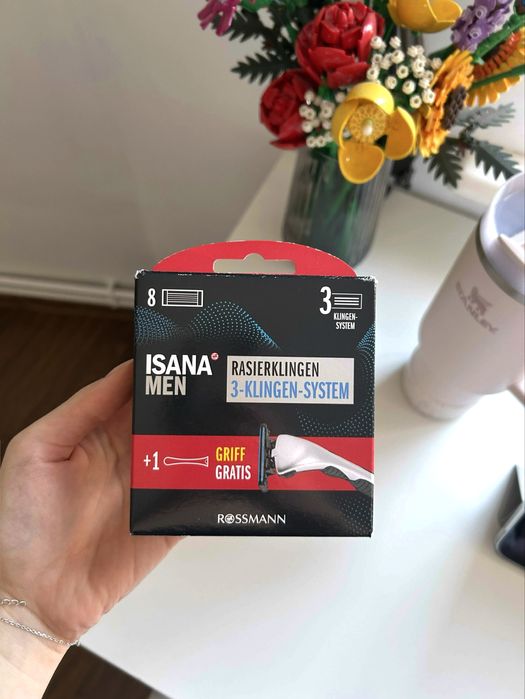 8
3
KLINGEN-
SYSTEM
ISANA
MEN
RASIERKLINGEN
3-KLINGEN-SYSTEM
+1
GRIFF
GRATIS
ROSSMANN
STANLEY